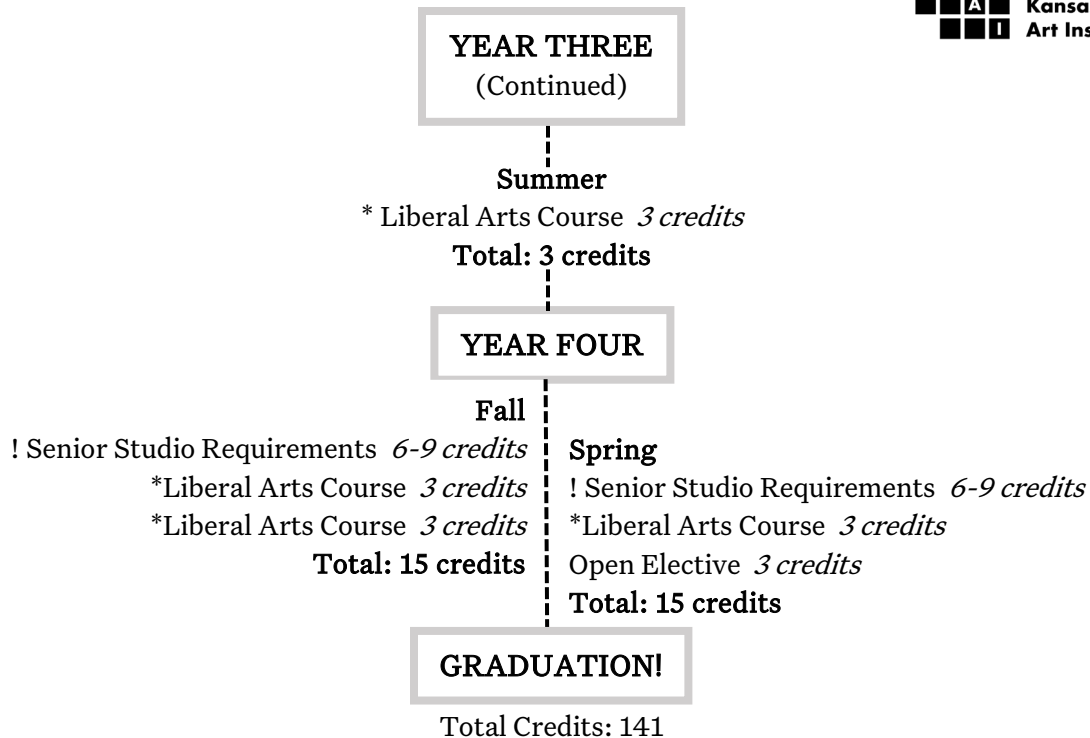 A Kansa
I Art Ins
YEAR THREE
(Continued)
Summer
* Liberal Arts Course 3 credits
Total: 3 credits
YEAR FOUR
Fall
! Senior Studio Requirements 6-9 credits
*Liberal Arts Course 3 credits
*Liberal Arts Course 3 credits
Total: 15 credits
Spring
! Senior Studio Requirements 6-9 credits
*Liberal Arts Course 3 credits
Open Elective 3 credits
Total: 15 credits
GRADUATION!
Total Credits: 141